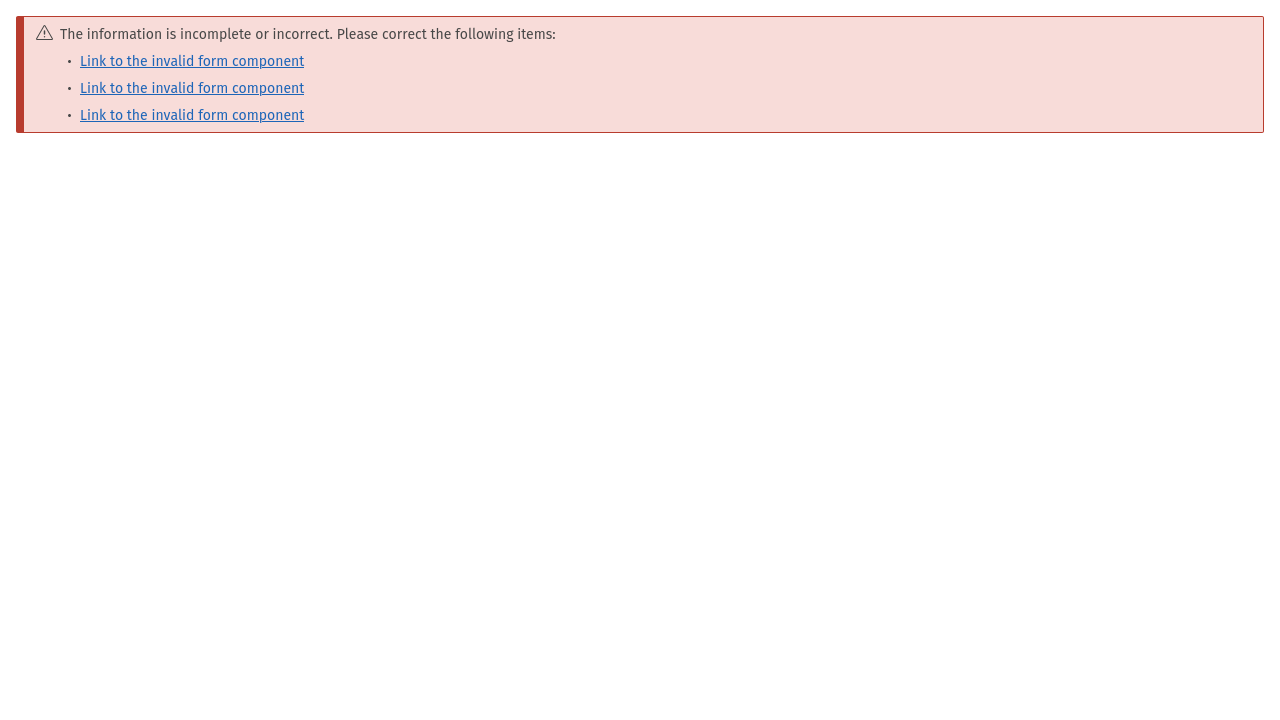 The information is incomplete or incorrect. Please correct the following items:
• Link to the invalid form component
• Link to the invalid form component
• Link to the invalid form component